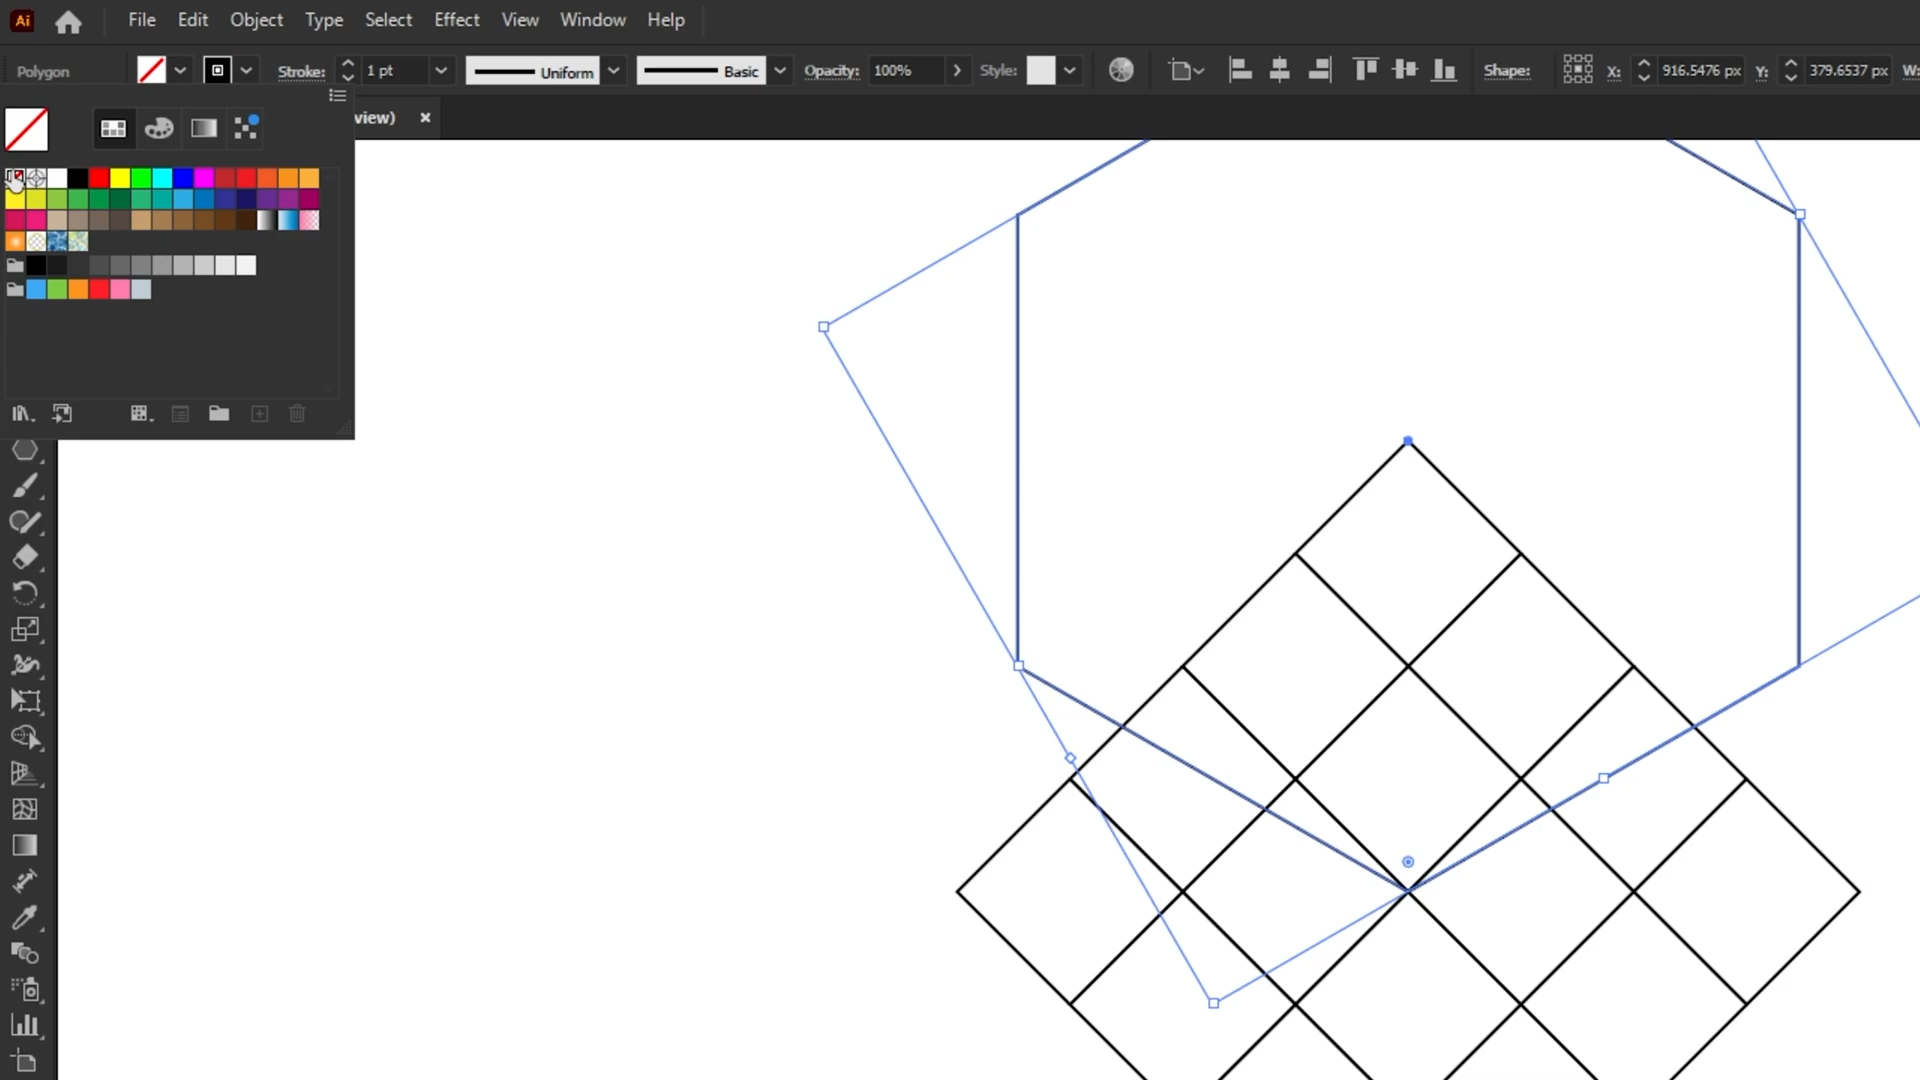 Ai File Edit Object Type Select Effect View Window Help
Polygon Stroke: 1 pt Uniform Basic Opacity: 100% Style: Shape: X: 916.5476 px Y: 379.6537 px W:
view) ×